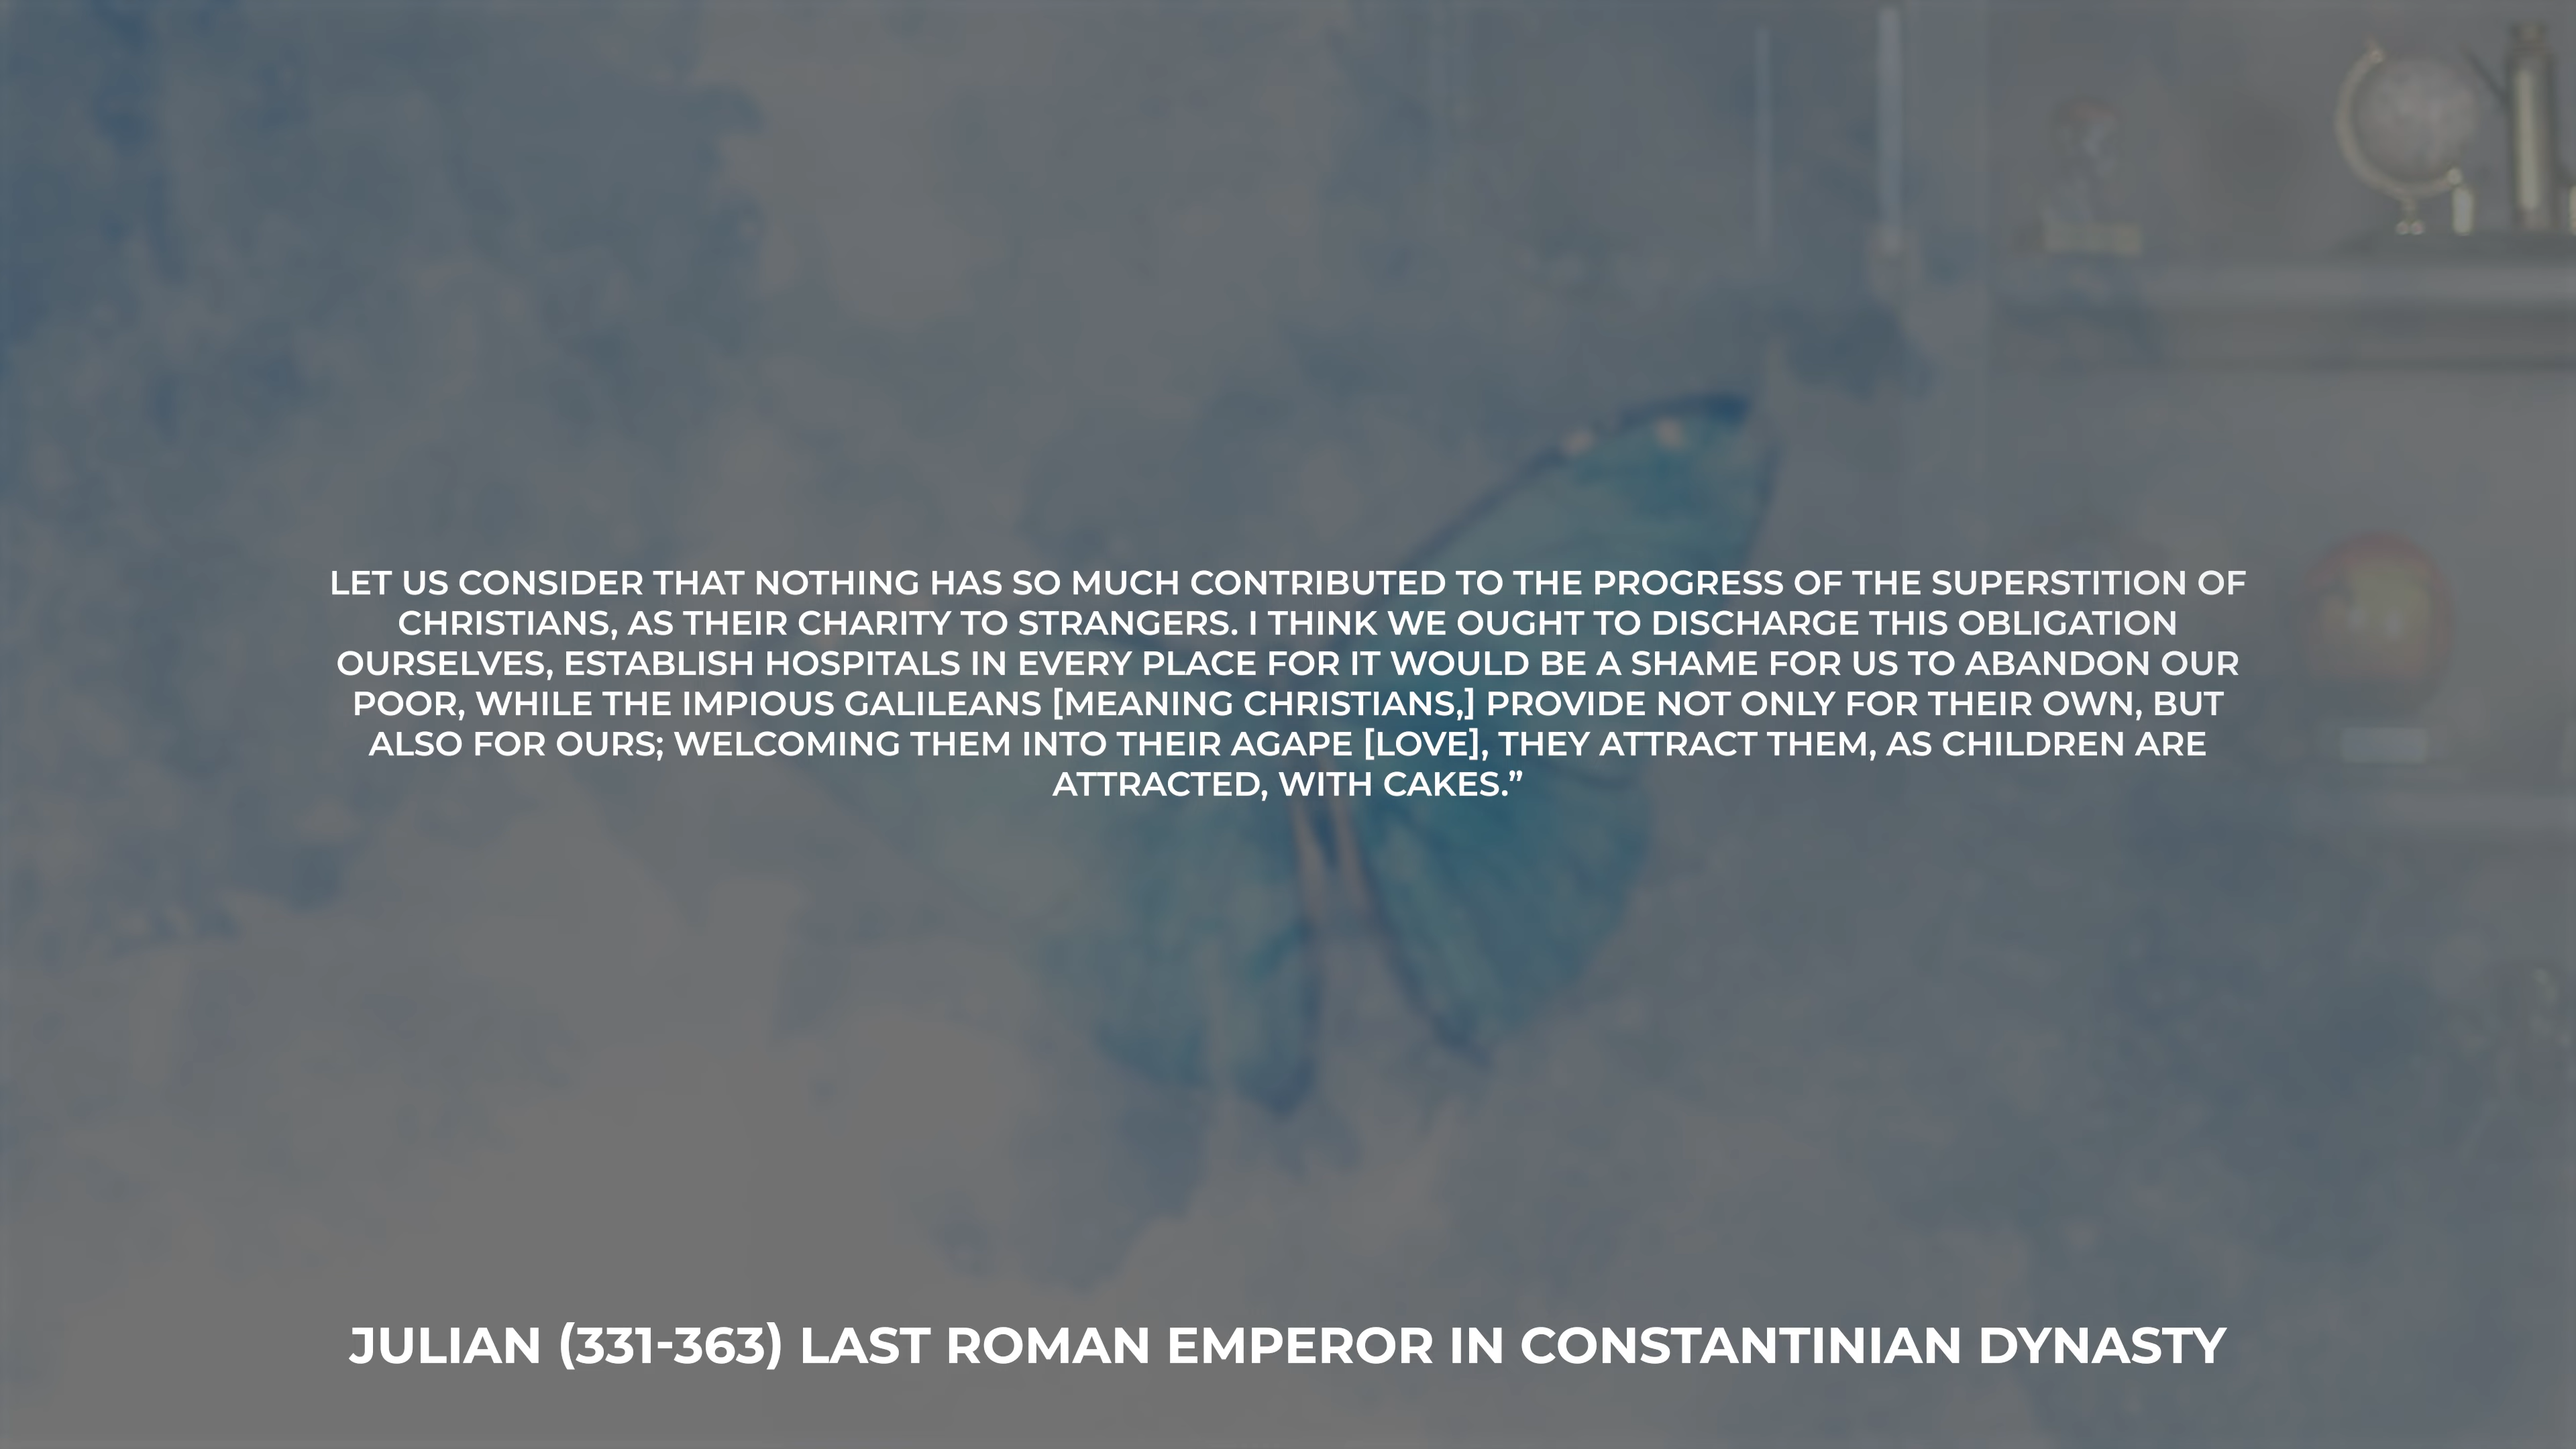 LET US CONSIDER THAT NOTHING HAS SO MUCH CONTRIBUTED TO THE PROGRESS OF THE SUPERSTITION OF
CHRISTIANS, AS THEIR CHARITY TO STRANGERS. I THINK WE OUGHT TO DISCHARGE THIS OBLIGATION
OURSELVES, ESTABLISH HOSPITALS IN EVERY PLACE FOR IT WOULD BE A SHAME FOR US TO ABANDON OUR
POOR, WHILE THE IMPIOUS GALILEANS [MEANING CHRISTIANS,] PROVIDE NOT ONLY FOR THEIR OWN, BUT
ALSO FOR OURS; WELCOMING THEM INTO THEIR AGAPE [LOVE], THEY ATTRACT THEM, AS CHILDREN ARE
ATTRACTED, WITH CAKES.”
JULIAN (331-363) LAST ROMAN EMPEROR IN CONSTANTINIAN DYNASTY